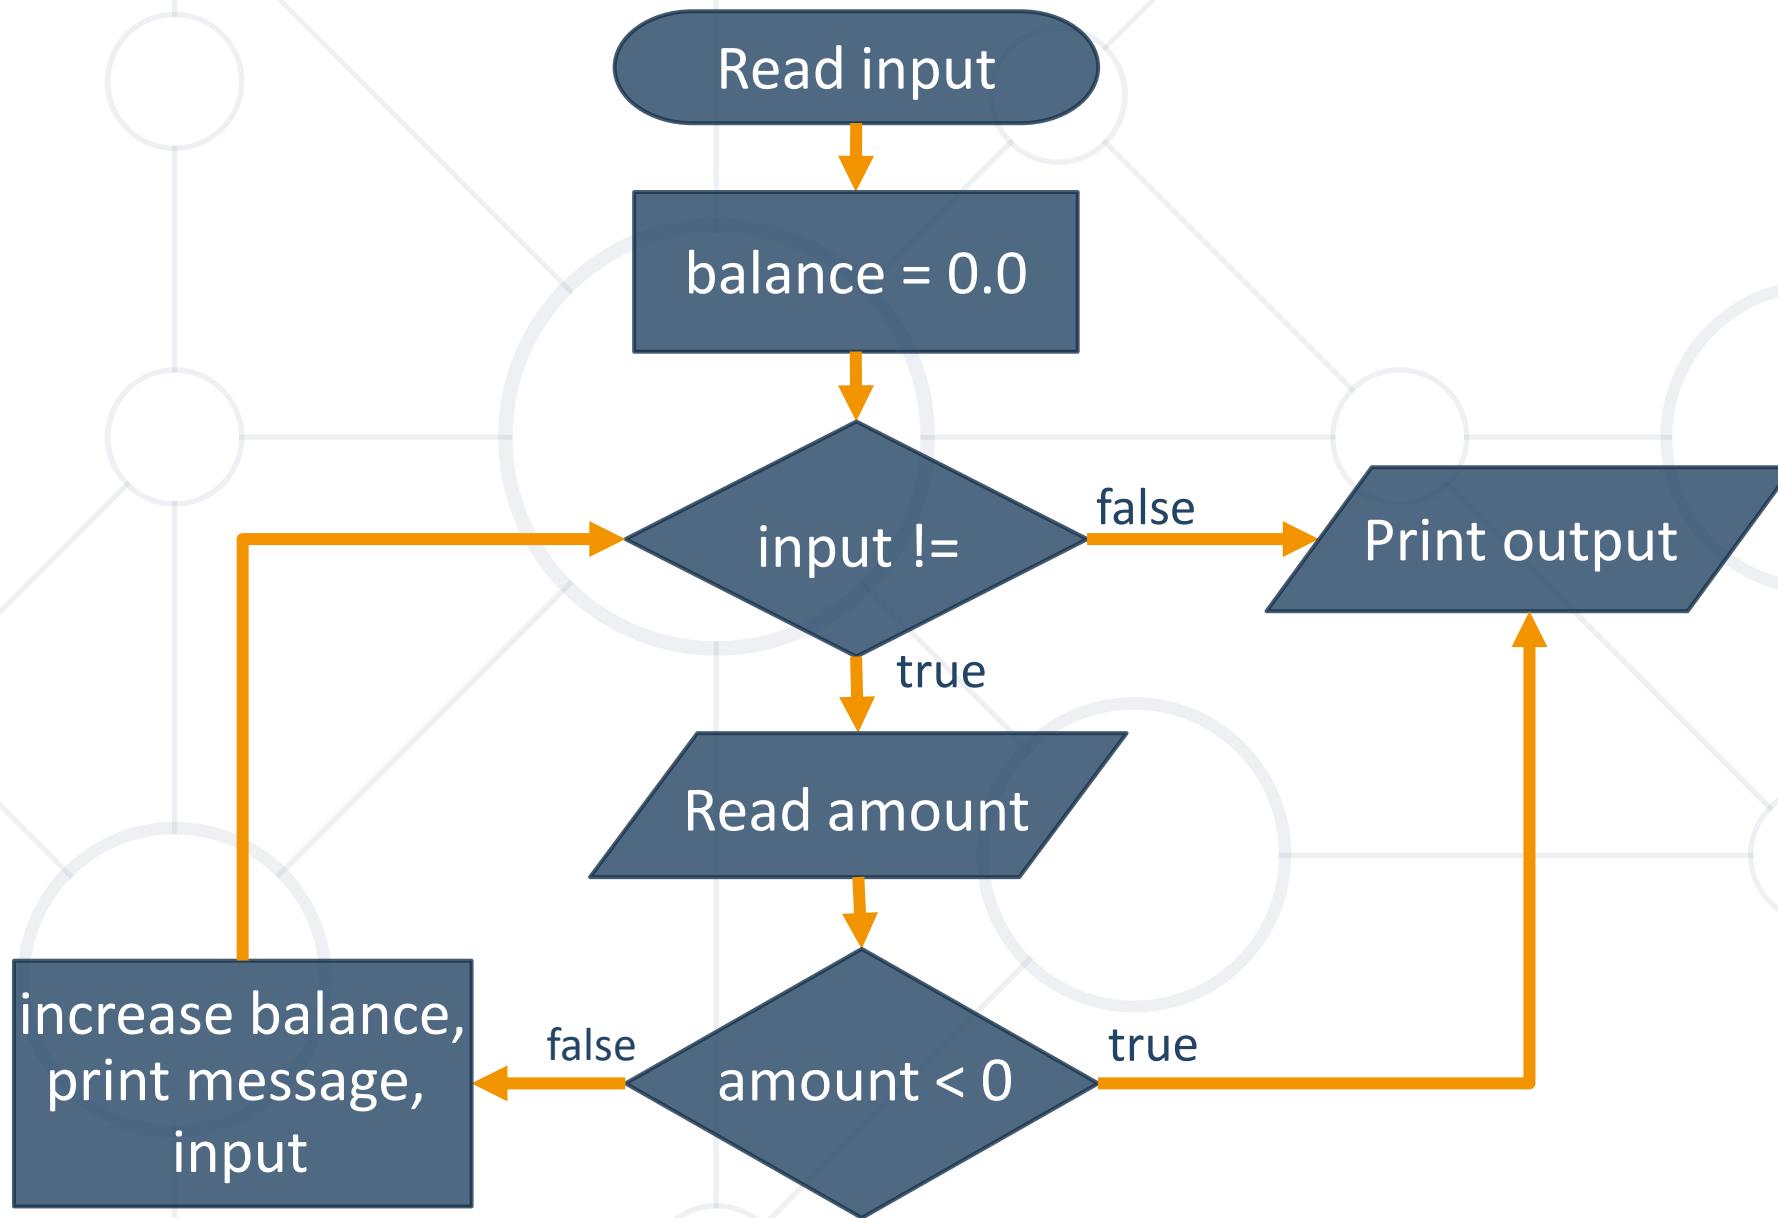 Read input
balance = 0.0
input !=
false
Print output
true
Read amount
amount < 0
false
true
increase balance,
print message,
input